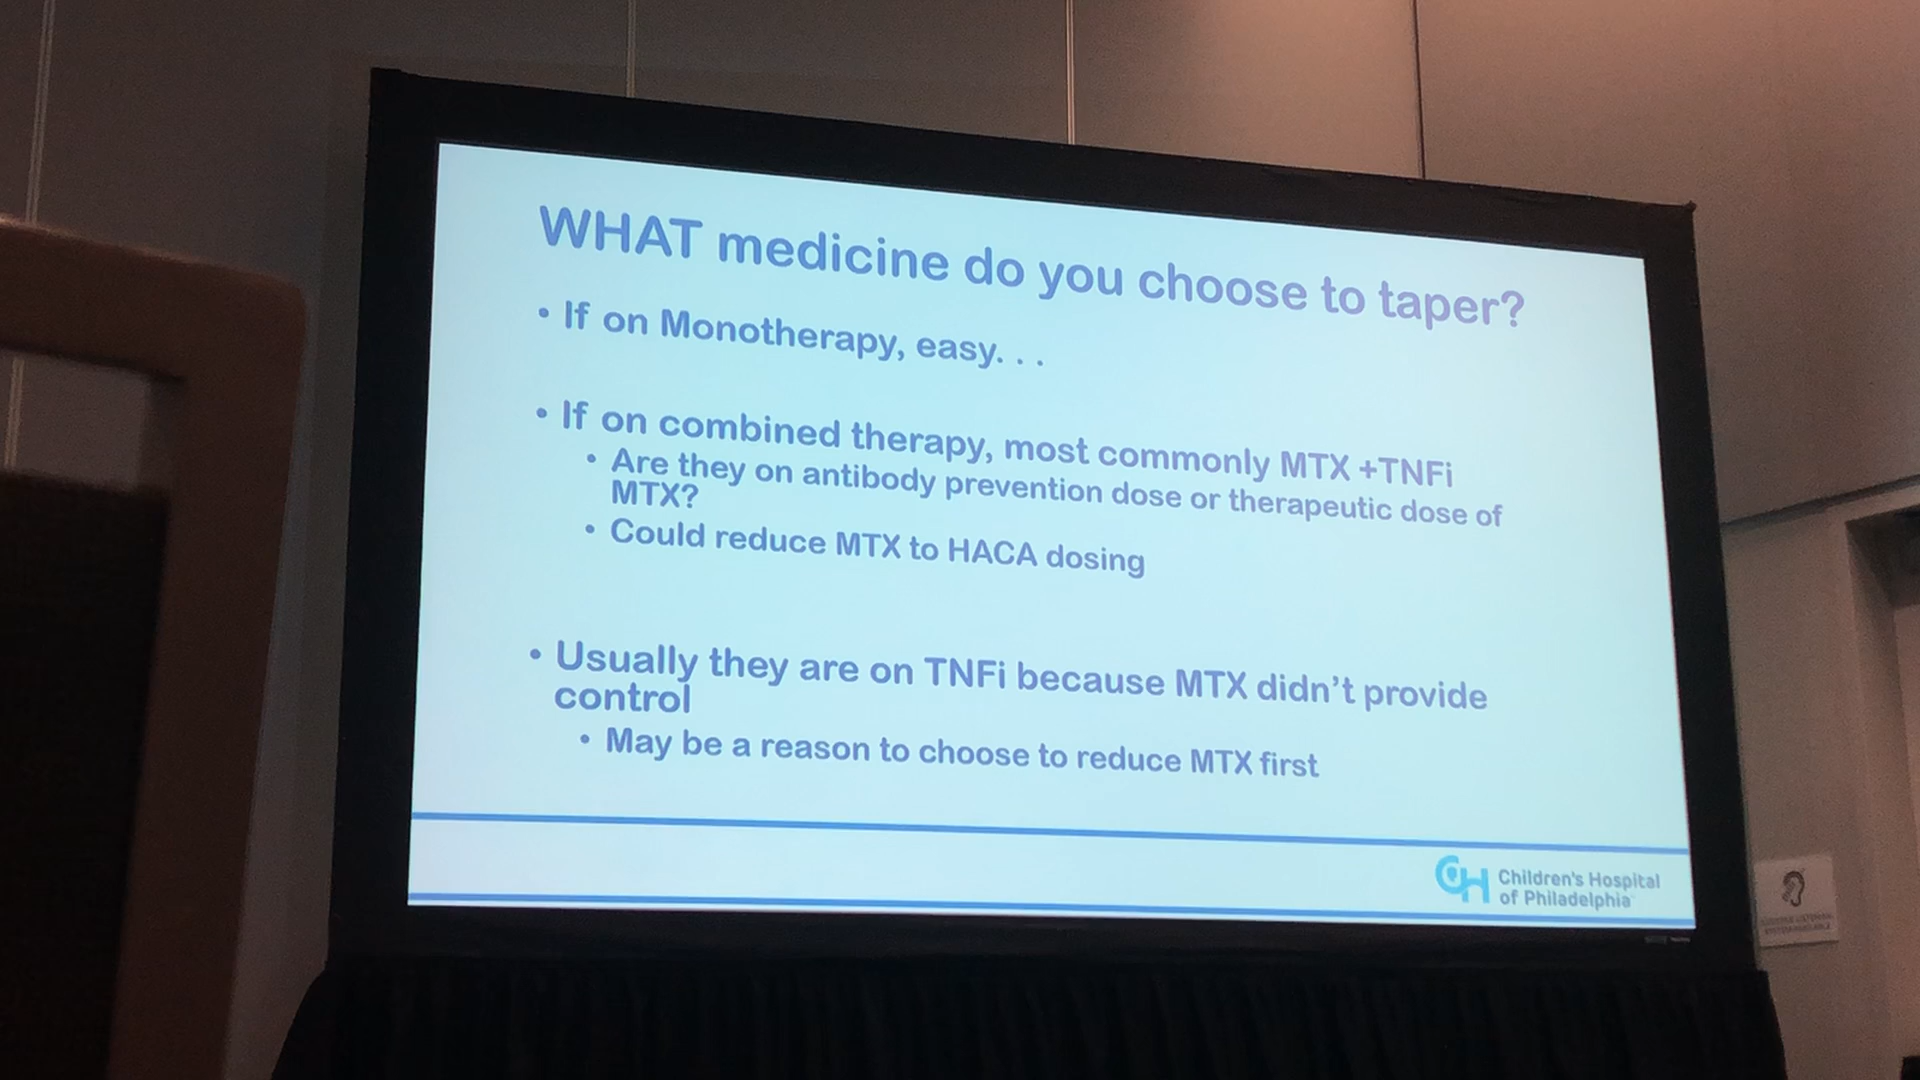 WHAT medicine do you choose to taper?
• If on Monotherapy, easy. . .
• If on combined therapy, most commonly MTX +TNFi
• Are they on antibody prevention dose or therapeutic dose of
MTX?
• Could reduce MTX to HACA dosing
• Usually they are on TNFi because MTX didn't provide
control
• May be a reason to choose to reduce MTX first
CH Children's Hospital
of Philadelphia